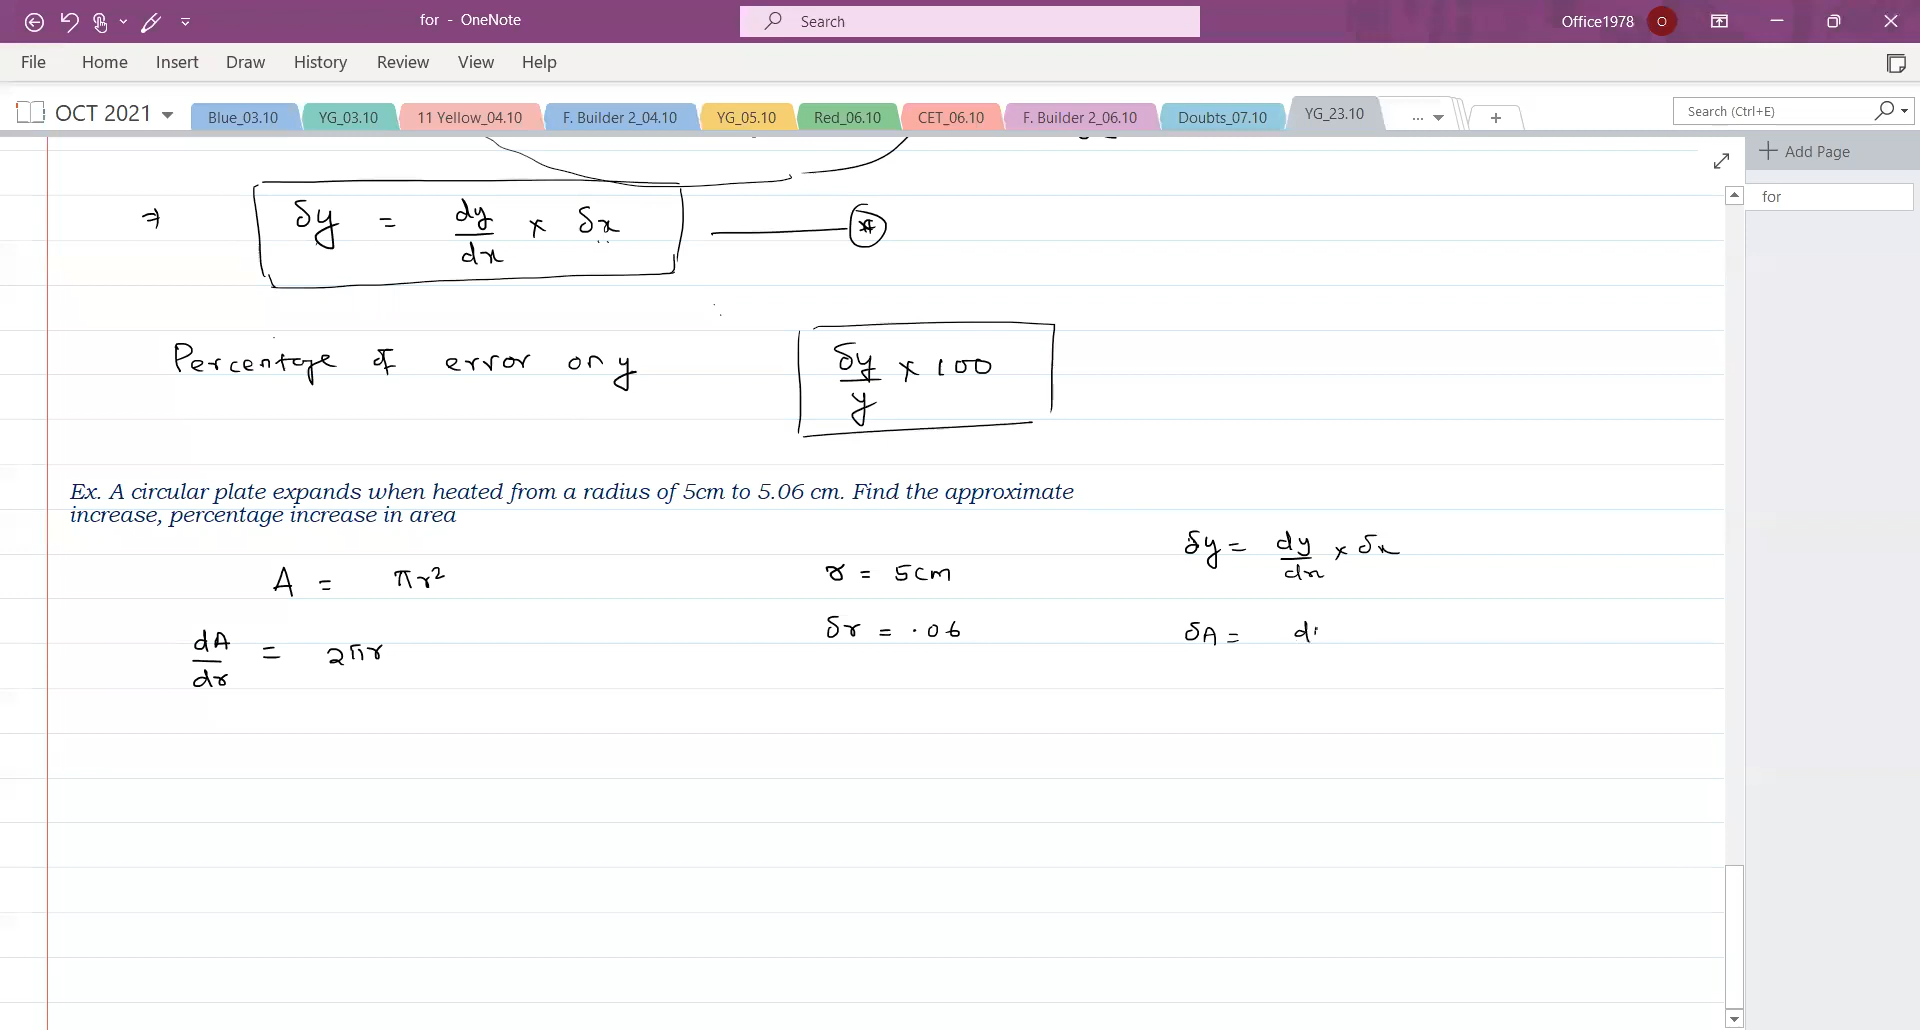 for - OneNote
Search
Office1978
O
File Home Insert Draw History Review View Help
OCT 2021
Blue_03.10 YG_03.10 11 Yellow_04.10 F. Builder 2_04.10 YG_05.10 Red_06.10 CET_06.10 F. Builder 2_06.10 Doubts_07.10 YG_23.10 ... +
Search (Ctrl+E)
Add Page
for
⇒ δy = dy/dx × δx ——— (*)
Percentage of error on y δy/y × 100
Ex. A circular plate expands when heated from a radius of 5cm to 5.06 cm. Find the approximate
increase, percentage increase in area
δy = dy/dx × δx
A = πr² r = 5cm
δr = .06 δA = d
dA/dr = 2πr